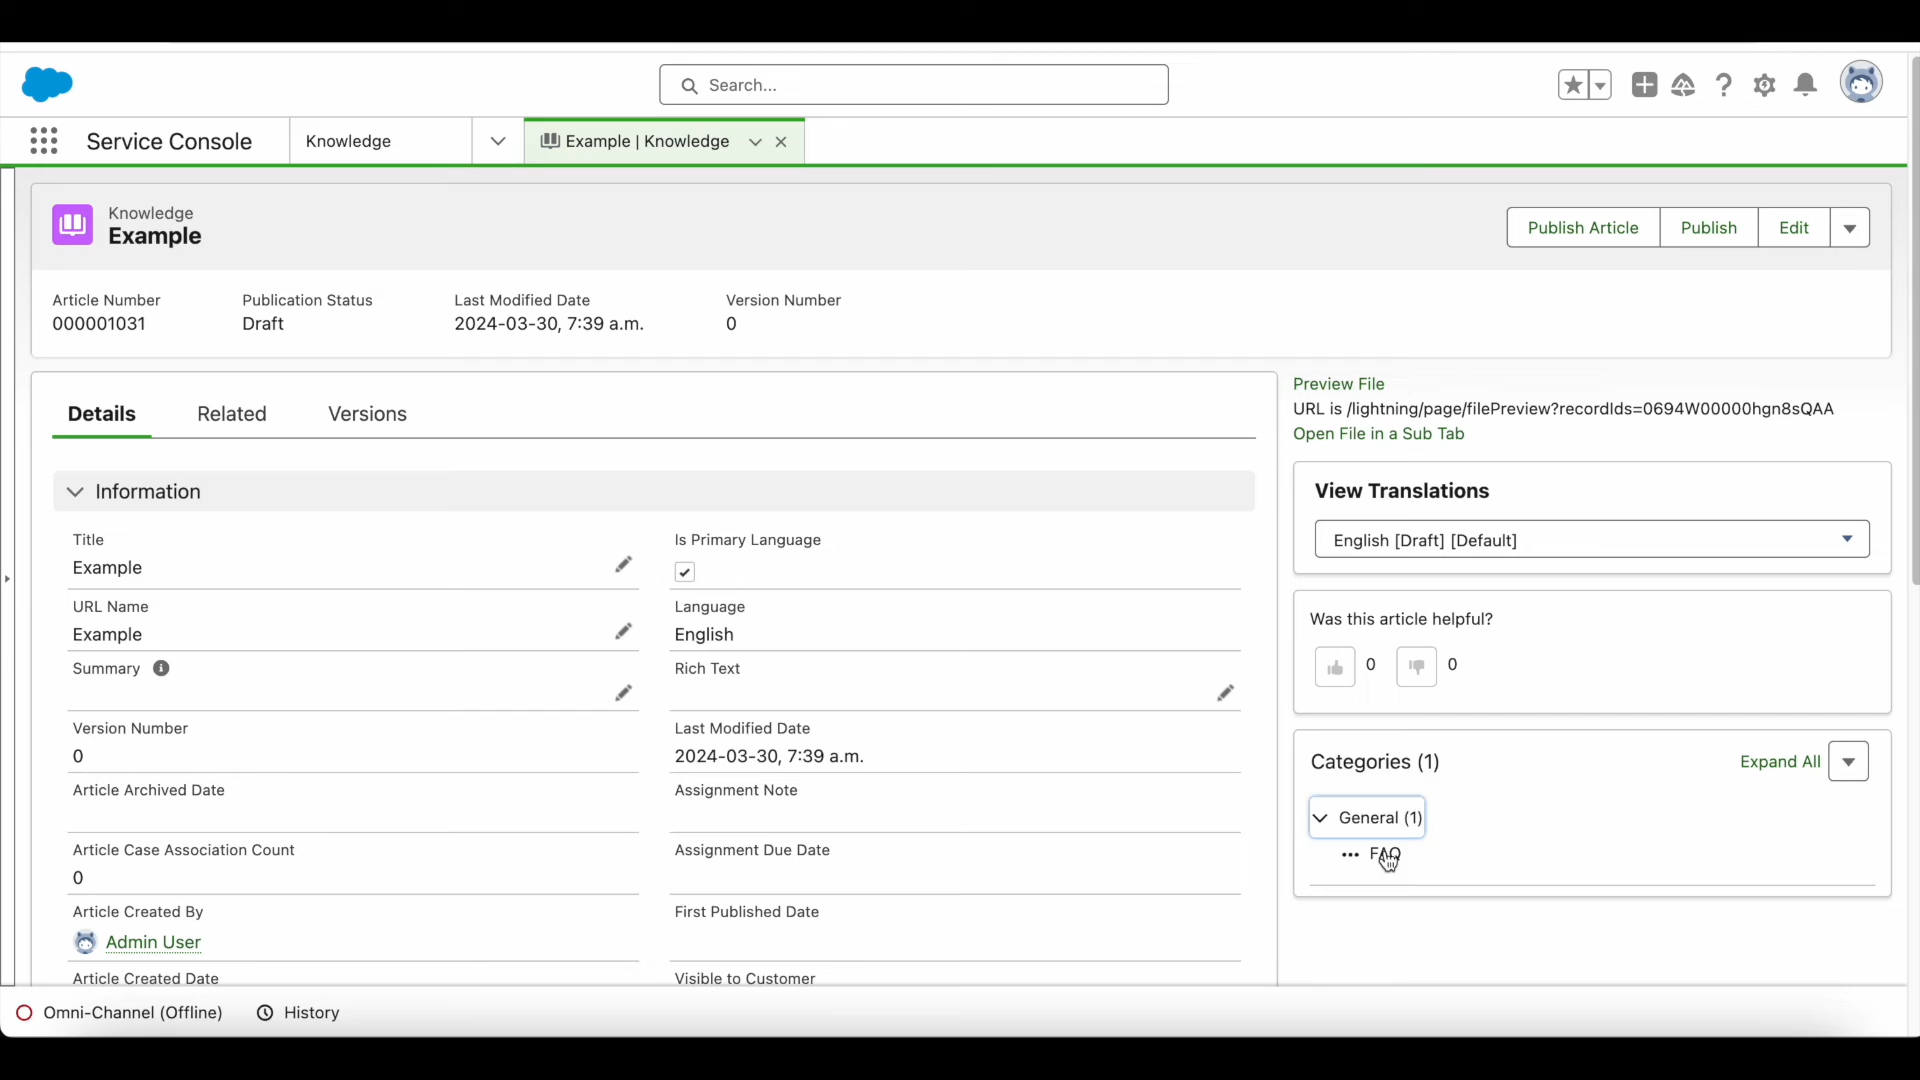 Search...
Service Console
Knowledge
Example | Knowledge
Knowledge
Example
Publish Article
Publish
Edit
Article Number
000001031
Publication Status
Draft
Last Modified Date
2024-03-30, 7:39 a.m.
Version Number
0
Details
Related
Versions
Information
Title
Example
Is Primary Language
URL Name
Example
Language
English
Summary
Rich Text
Version Number
0
Last Modified Date
2024-03-30, 7:39 a.m.
Article Archived Date
Assignment Note
Article Case Association Count
0
Assignment Due Date
Article Created By
Admin User
First Published Date
Article Created Date
Visible to Customer
Preview File
URL is /lightning/page/filePreview?recordIds=0694W00000hgn8sQAA
Open File in a Sub Tab
View Translations
English [Draft] [Default]
Was this article helpful?
0
0
Categories (1)
Expand All
General (1)
FAQ
Omni-Channel (Offline)
History